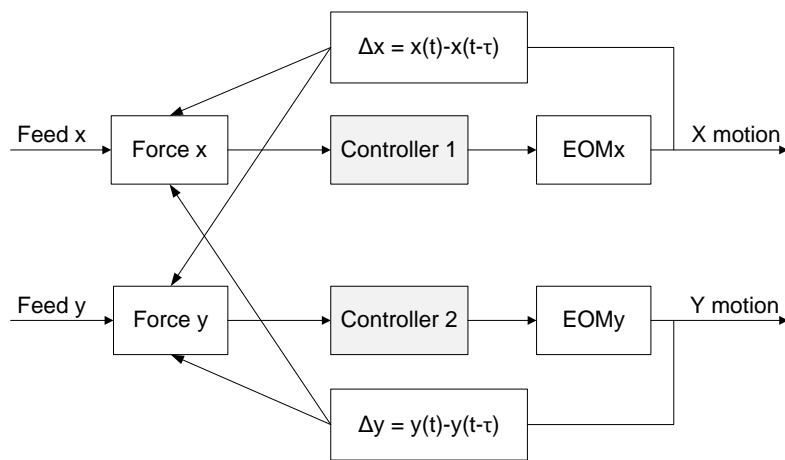 Δx = x(t)-x(t-τ)
Feed x
Force x
Controller 1
EOMx
X motion
Feed y
Force y
Controller 2
EOMy
Y motion
Δy = y(t)-y(t-τ)